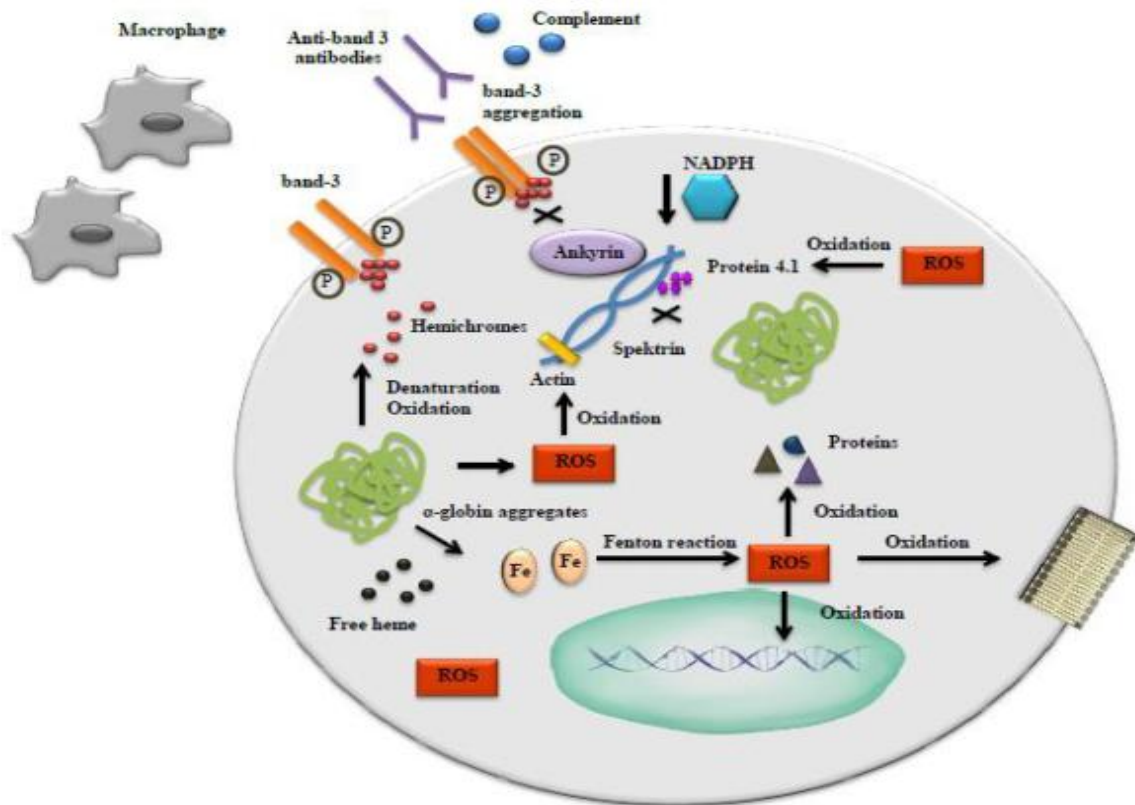 Macrophage
Complement
Anti-band 3
antibodies
band-3
aggregation
P
P
NADPH
band-3
P
P
Ankyrin
Oxidation
ROS
Protein 4.1
Hemichromes
Spektrin
Actin
Denaturation
Oxidation
Oxidation
ROS
Proteins
α-globin aggregates
Oxidation
Fe
Fe
Fenton reaction
ROS
Oxidation
Free heme
Oxidation
ROS